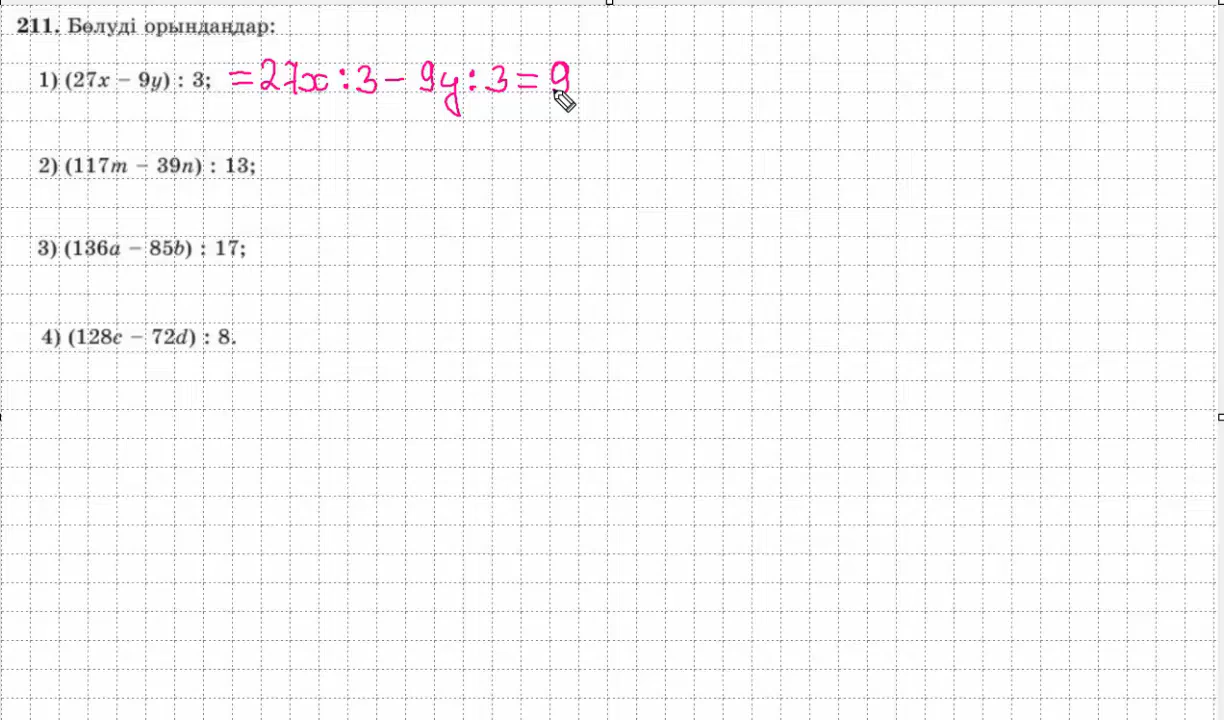 211. Бөлуді орындаңдар:
1) (27x − 9y) : 3; =27x:3− 9y:3=9
2) (117m − 39n) : 13;
3) (136a − 85b) : 17;
4) (128c − 72d) : 8.